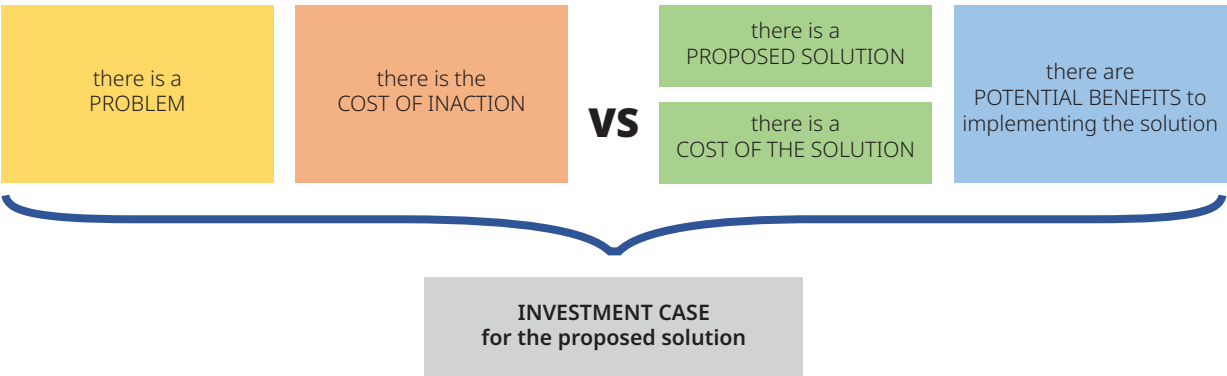 there is a
PROBLEM
there is the
COST OF INACTION
vs
there is a
PROPOSED SOLUTION
there is a
COST OF THE SOLUTION
there are
POTENTIAL BENEFITS to
implementing the solution
INVESTMENT CASE
for the proposed solution